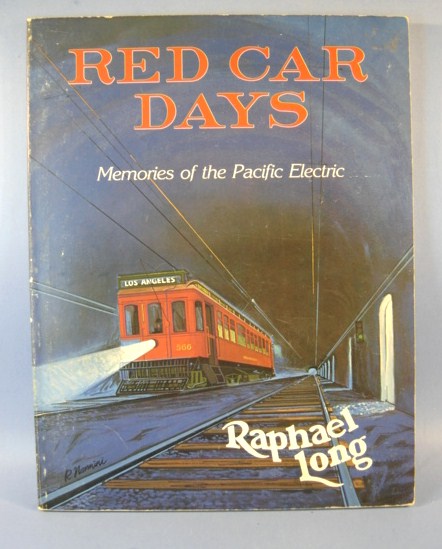 RED CAR
DAYS
Memories of the Pacific Electric
LOS ANGELES
Raphael
Long